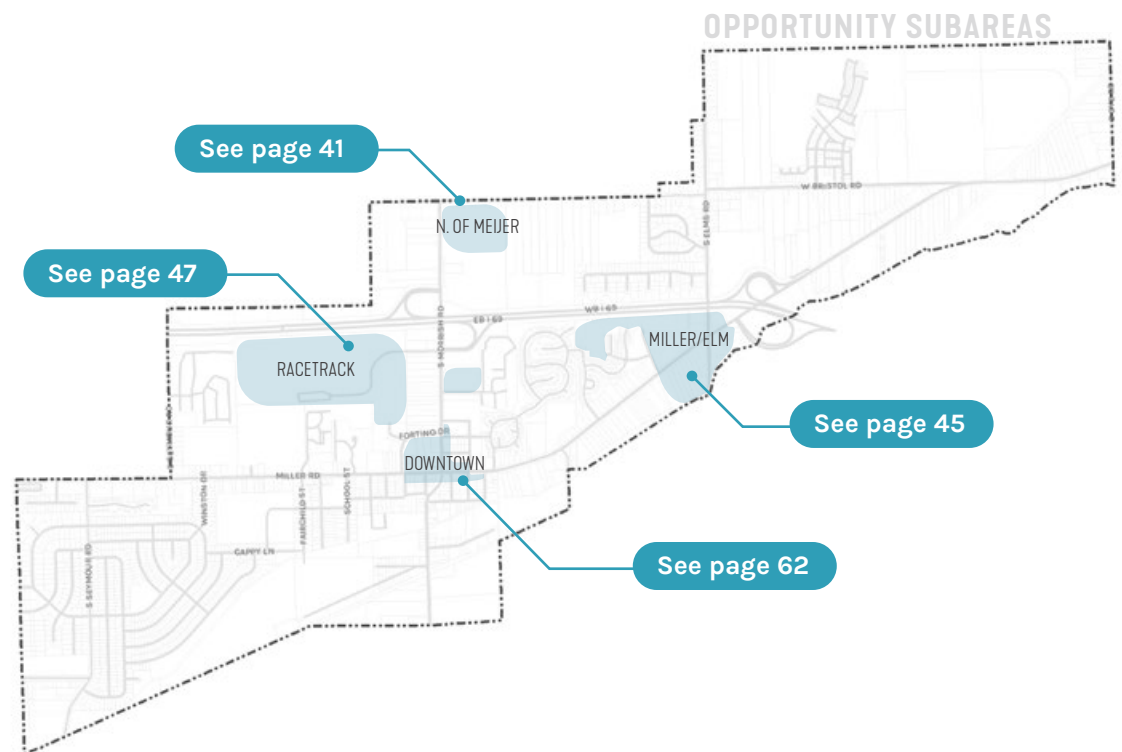 OPPORTUNITY SUBAREAS
See page 41
W BRISTOL RD
N. OF MEIJER
S ELMS RD
See page 47
WB I 69
EB I 69
S MORRISH RD
MILLER/ELM
RACETRACK
See page 45
FORTINO DR
DOWNTOWN
MILLER RD
WINSTON DR
FAIRCHILD ST
SCHOOL ST
CAPPY LN
See page 62
S SEYMOUR RD